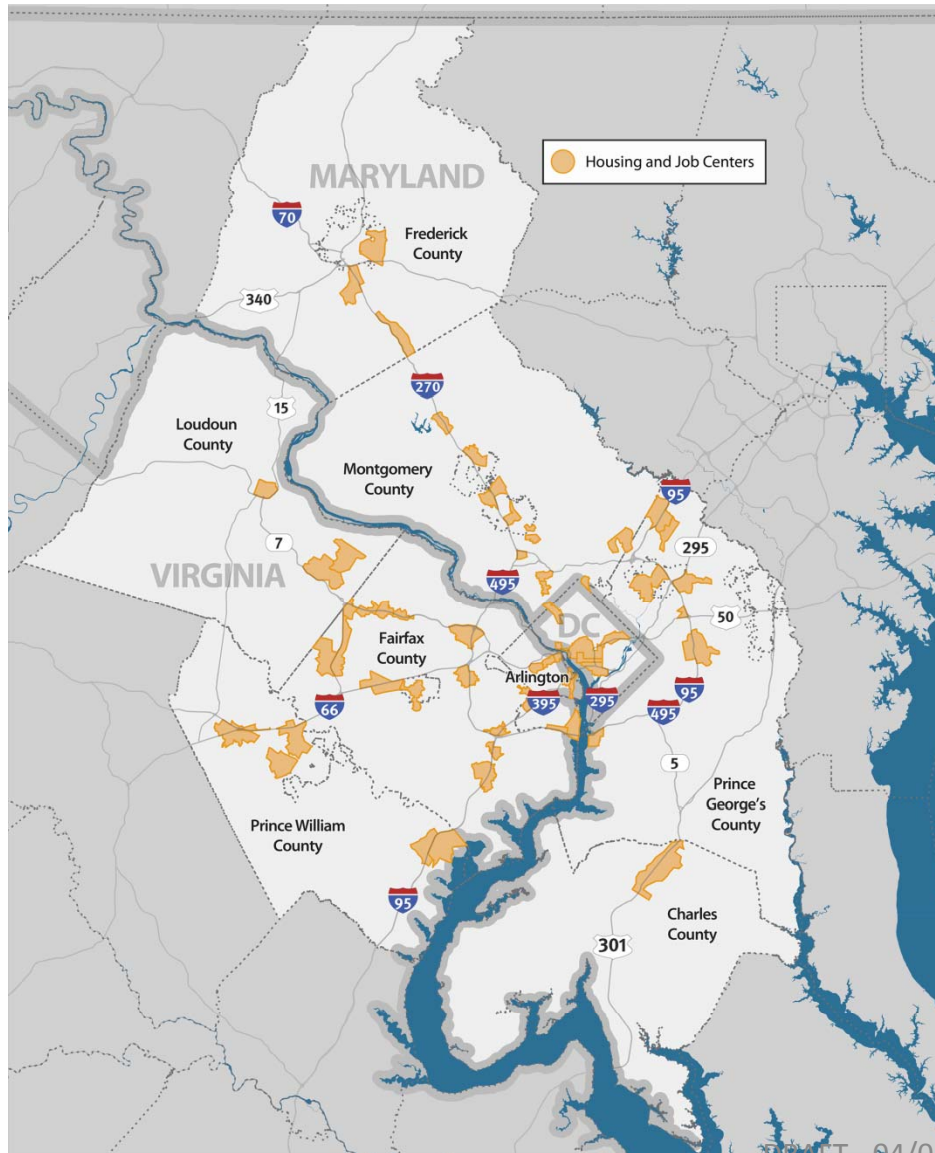 Housing and Job Centers
MARYLAND
70
Frederick
County
340
270
15
Loudoun
County
Montgomery
County
95
295
7
VIRGINIA
495
50
DC
Fairfax
County
Arlington
66
395
295
95
495
5
Prince
George's
County
Prince William
County
95
Charles
County
301